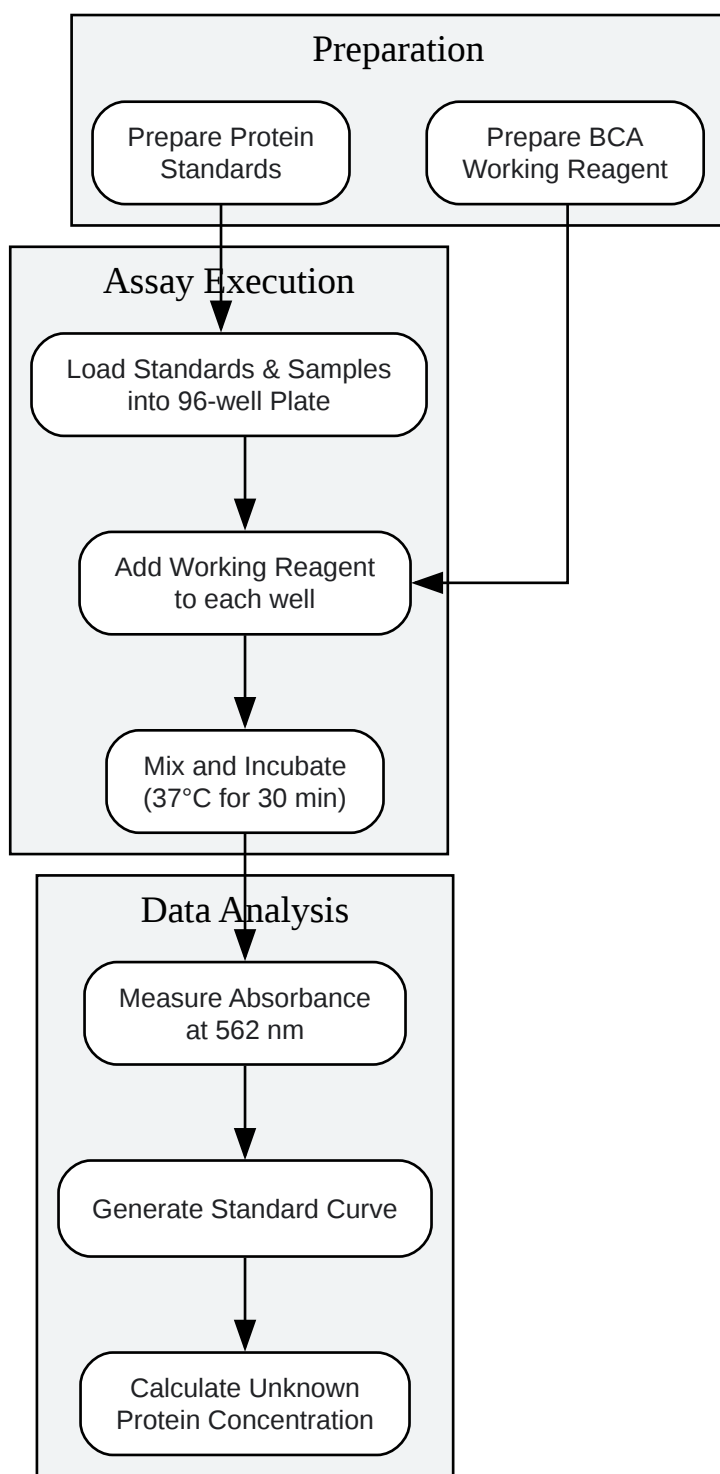 Preparation
Prepare Protein
Standards
Prepare BCA
Working Reagent
Assay Execution
Load Standards & Samples
into 96-well Plate
Add Working Reagent
to each well
Mix and Incubate
(37°C for 30 min)
Data Analysis
Measure Absorbance
at 562 nm
Generate Standard Curve
Calculate Unknown
Protein Concentration